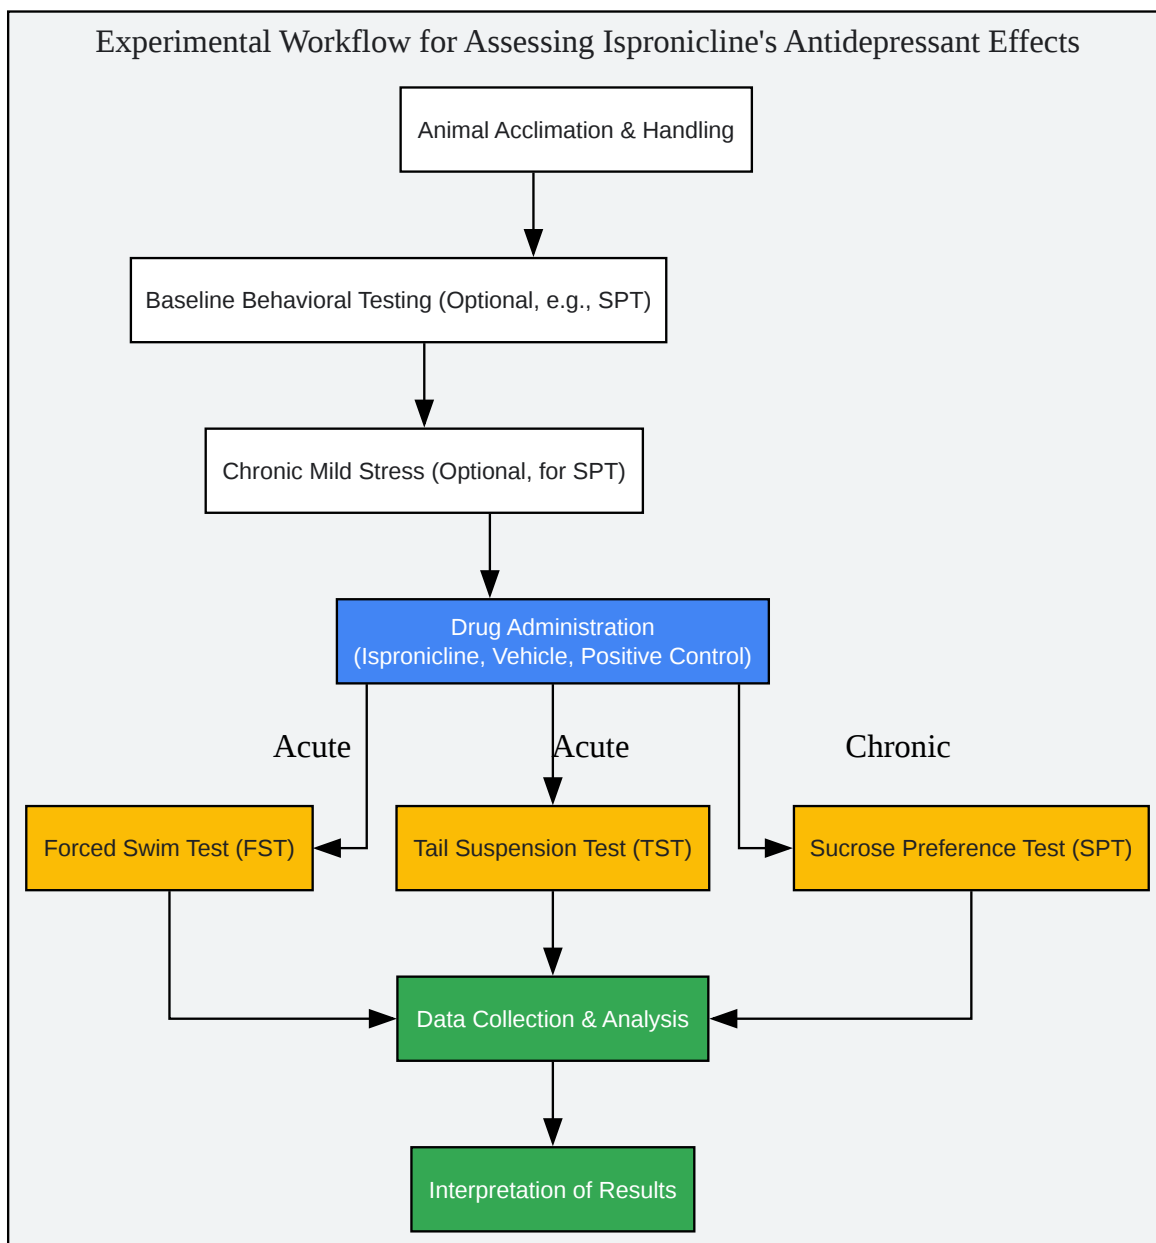 Experimental Workflow for Assessing Ispronicline's Antidepressant Effects
Animal Acclimation & Handling
Baseline Behavioral Testing (Optional, e.g., SPT)
Chronic Mild Stress (Optional, for SPT)
Drug Administration
(Ispronicline, Vehicle, Positive Control)
Acute
Acute
Chronic
Forced Swim Test (FST)
Tail Suspension Test (TST)
Sucrose Preference Test (SPT)
Data Collection & Analysis
Interpretation of Results